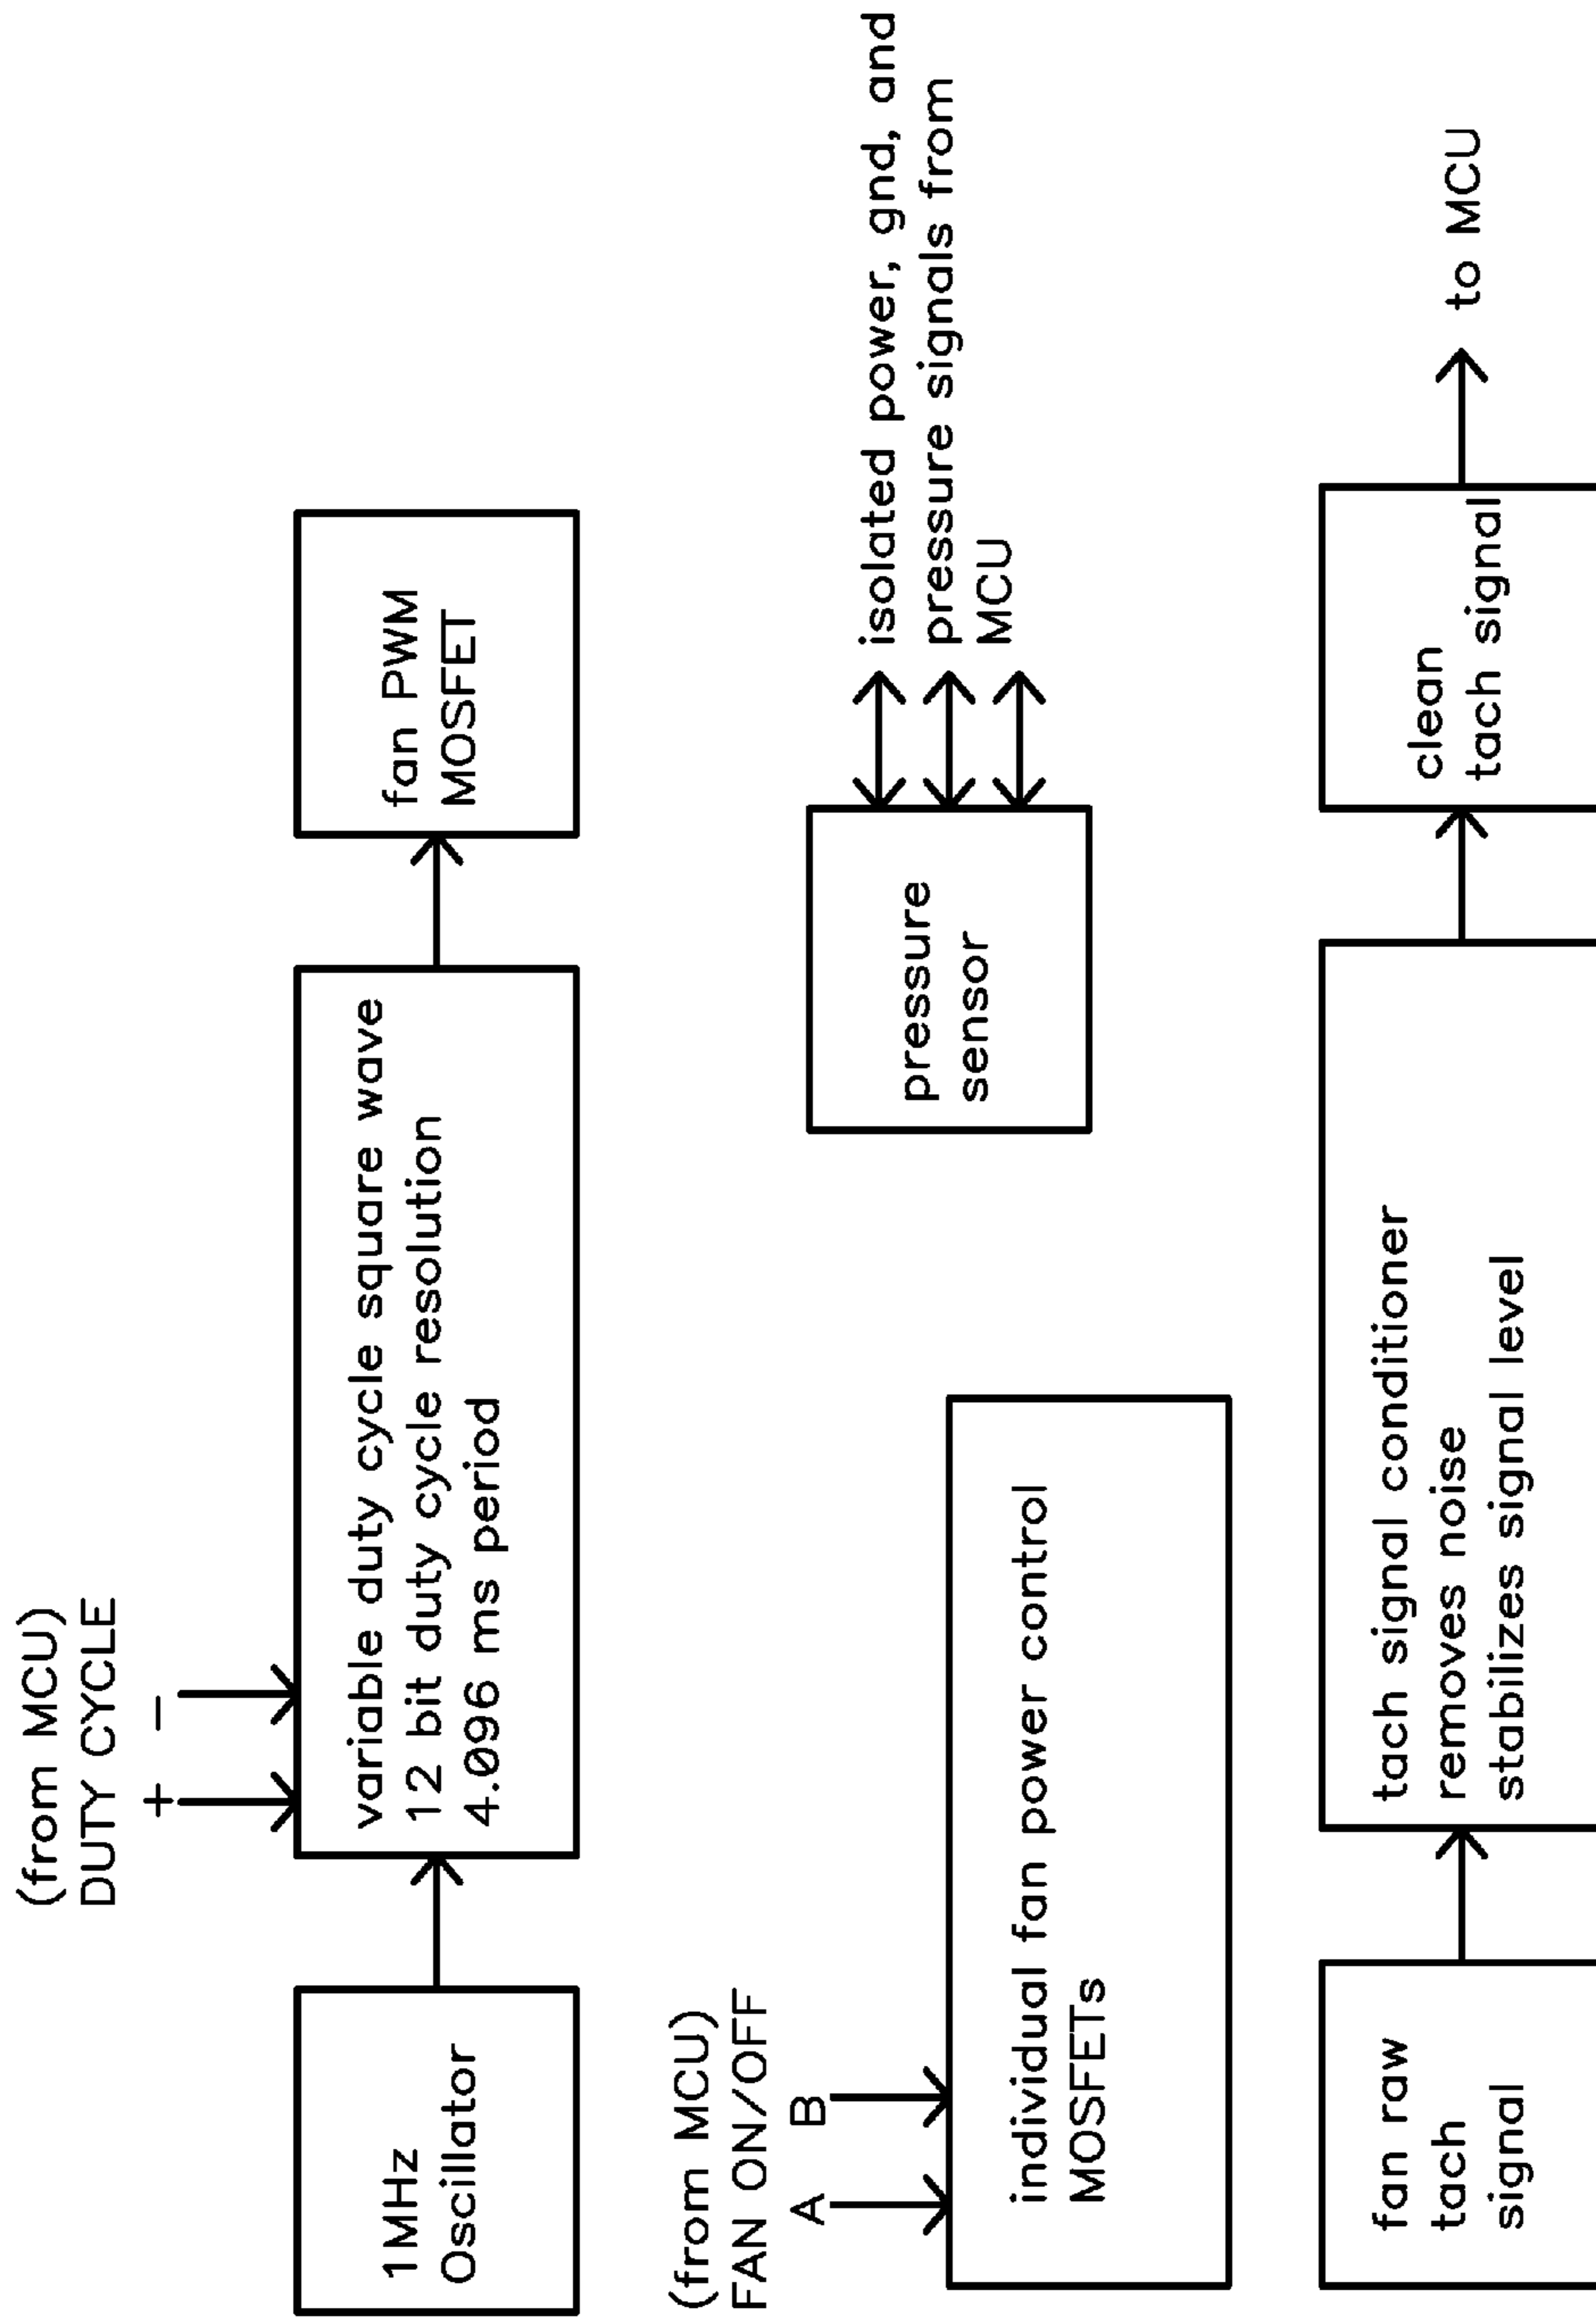 (from MCU)
DUTY CYCLE
+ -
1MHz
Oscillator
variable duty cycle square wave
12 bit duty cycle resolution
4.096 ms period
fan PWM
MOSFET
(from MCU)
FAN ON/OFF
A B
individual fan power control
MOSFETs
pressure
sensor
isolated power, gnd, and
pressure signals from
MCU
fan raw
tach
signal
tach signal conditioner
removes noise
stabilizes signal level
clean
tach signal
to MCU